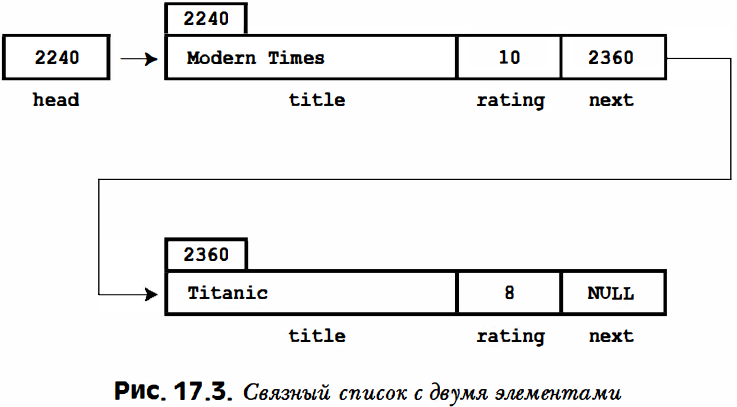 2240
2240 Modern Times 10 2360
head title rating next
2360
Titanic 8 NULL
title rating next
Рис. 17.3. Связный список с двумя элементами